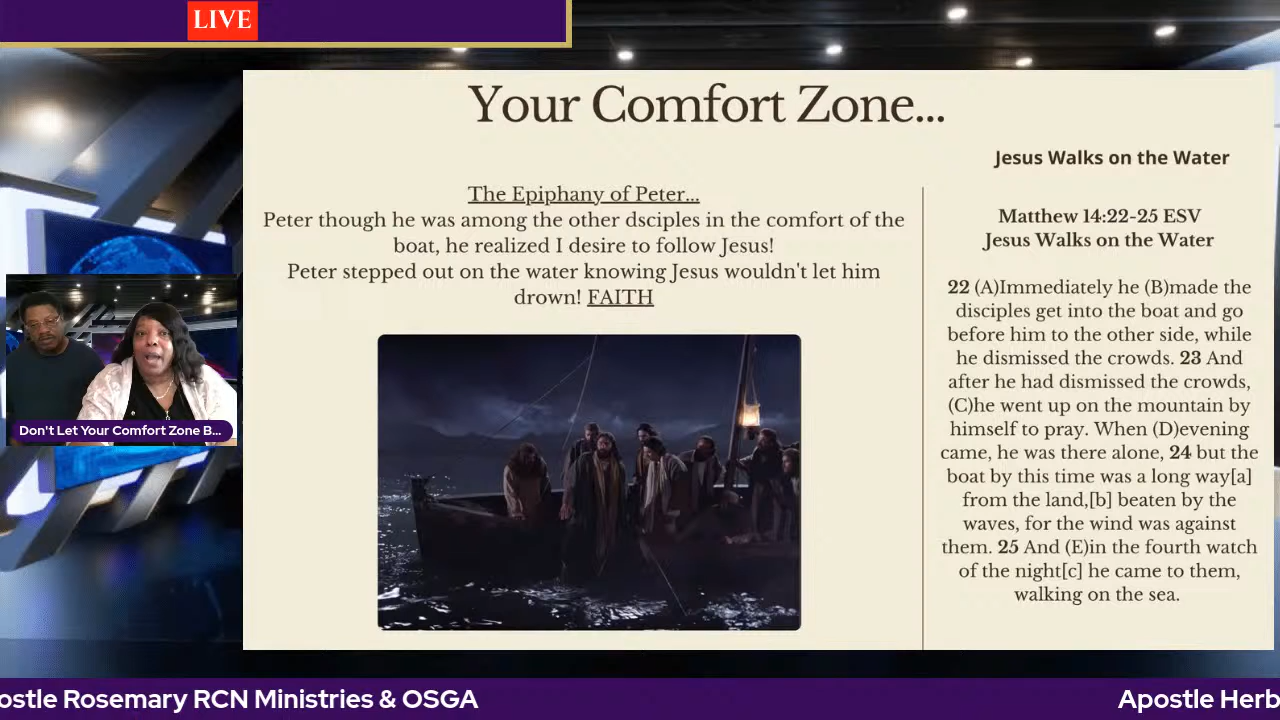 LIVE
Your Comfort Zone...
The Epiphany of Peter...
Peter though he was among the other dsciples in the comfort of the
boat, he realized I desire to follow Jesus!
Peter stepped out on the water knowing Jesus wouldn't let him
drown! FAITH
Jesus Walks on the Water
Matthew 14:22-25 ESV
Jesus Walks on the Water
22 (A)Immediately he (B)made the
disciples get into the boat and go
before him to the other side, while
he dismissed the crowds. 23 And
after he had dismissed the crowds,
(C)he went up on the mountain by
himself to pray. When (D)evening
came, he was there alone, 24 but the
boat by this time was a long way[a]
from the land,[b] beaten by the
waves, for the wind was against
them. 25 And (E)in the fourth watch
of the night[c] he came to them,
walking on the sea.
Don't Let Your Comfort Zone B...
ostle Rosemary RCN Ministries & OSGA
Apostle Herb